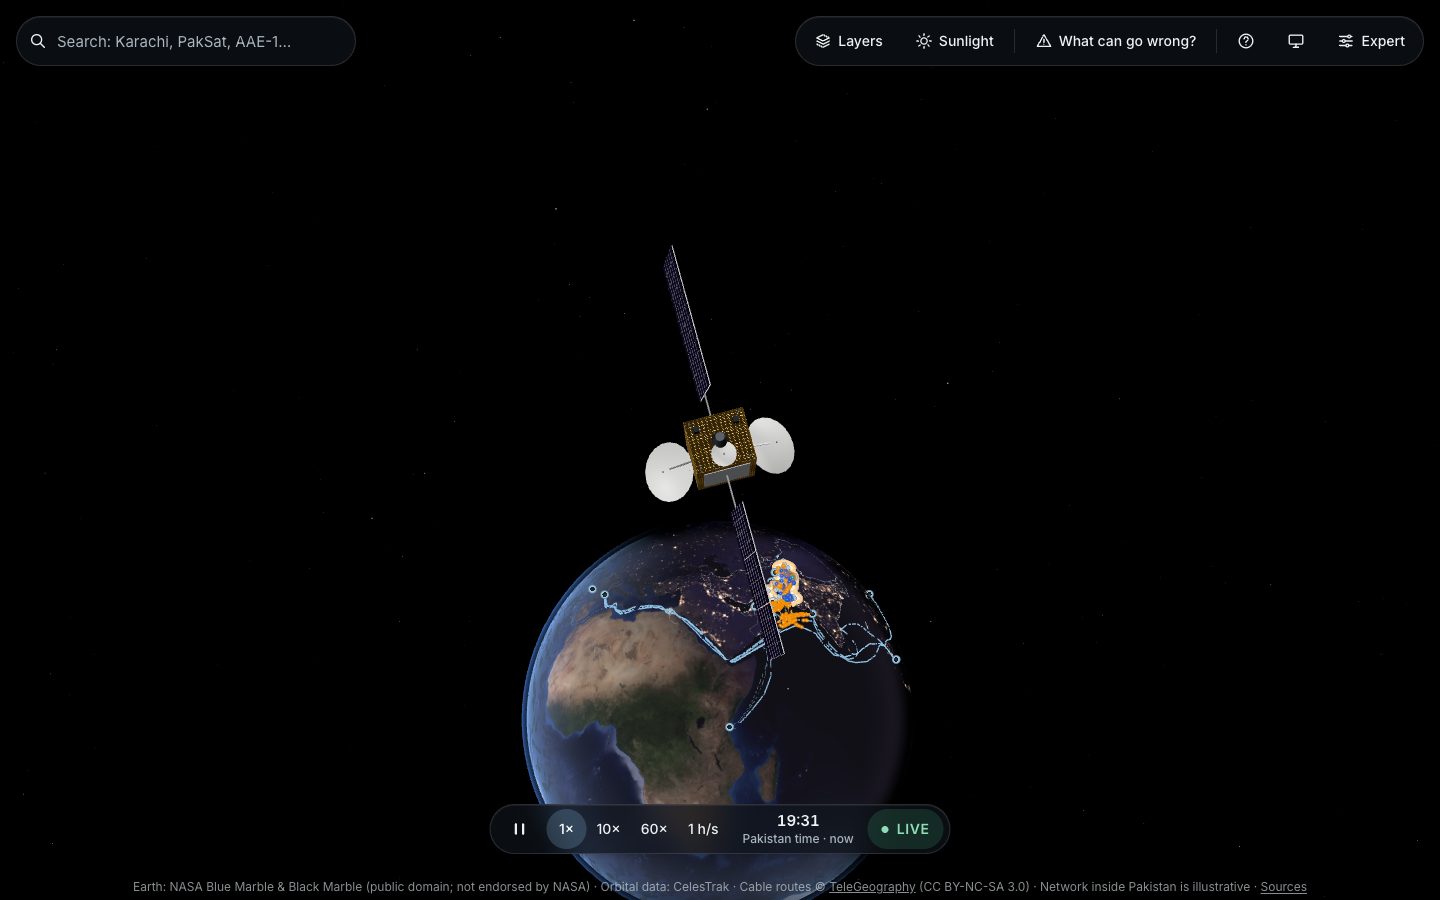 Search: Karachi, PakSat, AAE-1...
Layers
Sunlight
What can go wrong?
Expert
1×
10×
60×
1 h/s
19:31
Pakistan time · now
LIVE
Earth: NASA Blue Marble & Black Marble (public domain; not endorsed by NASA) · Orbital data: CelesTrak · Cable routes © TeleGeography (CC BY-NC-SA 3.0) · Network inside Pakistan is illustrative · Sources